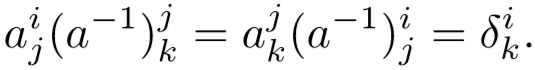 $a^i_j(a^{-1})^j_k = a^j_k(a^{-1})^i_j = \delta^i_k.$